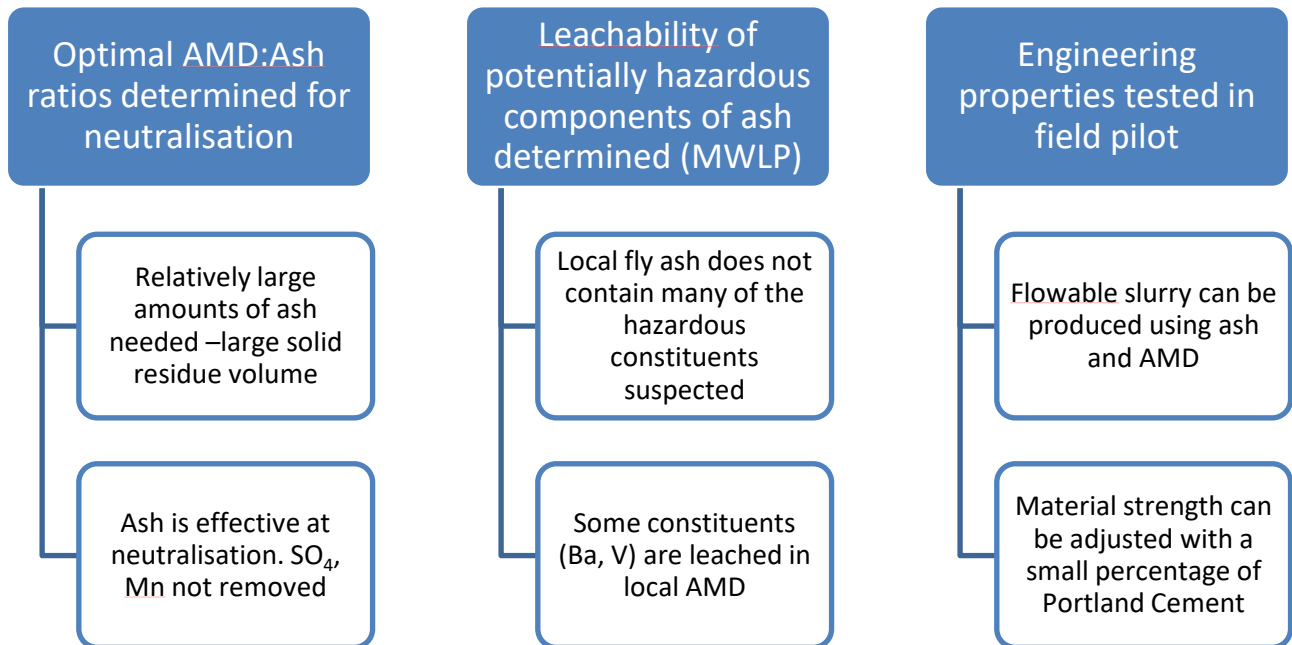 Optimal AMD:Ash
ratios determined for
neutralisation
Relatively large
amounts of ash
needed –large solid
residue volume
Ash is effective at
neutralisation. SO₄,
Mn not removed
Leachability of
potentially hazardous
components of ash
determined (MWLP)
Local fly ash does not
contain many of the
hazardous
constituents
suspected
Some constituents
(Ba, V) are leached in
local AMD
Engineering
properties tested in
field pilot
Flowable slurry can be
produced using ash
and AMD
Material strength can
be adjusted with a
small percentage of
Portland Cement